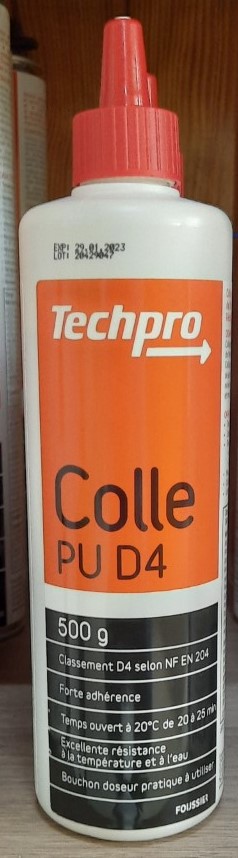 EXP: 29.01.2023
LOT: 20429047
Techpro
Colle
PU D4
500 g
Classement D4 selon NF EN 204
Forte adhérence
Temps ouvert à 20°C de 20 à 25 min
Excellente résistance
à la température et à l'eau
Bouchon doseur pratique à utiliser
FOUSSIER